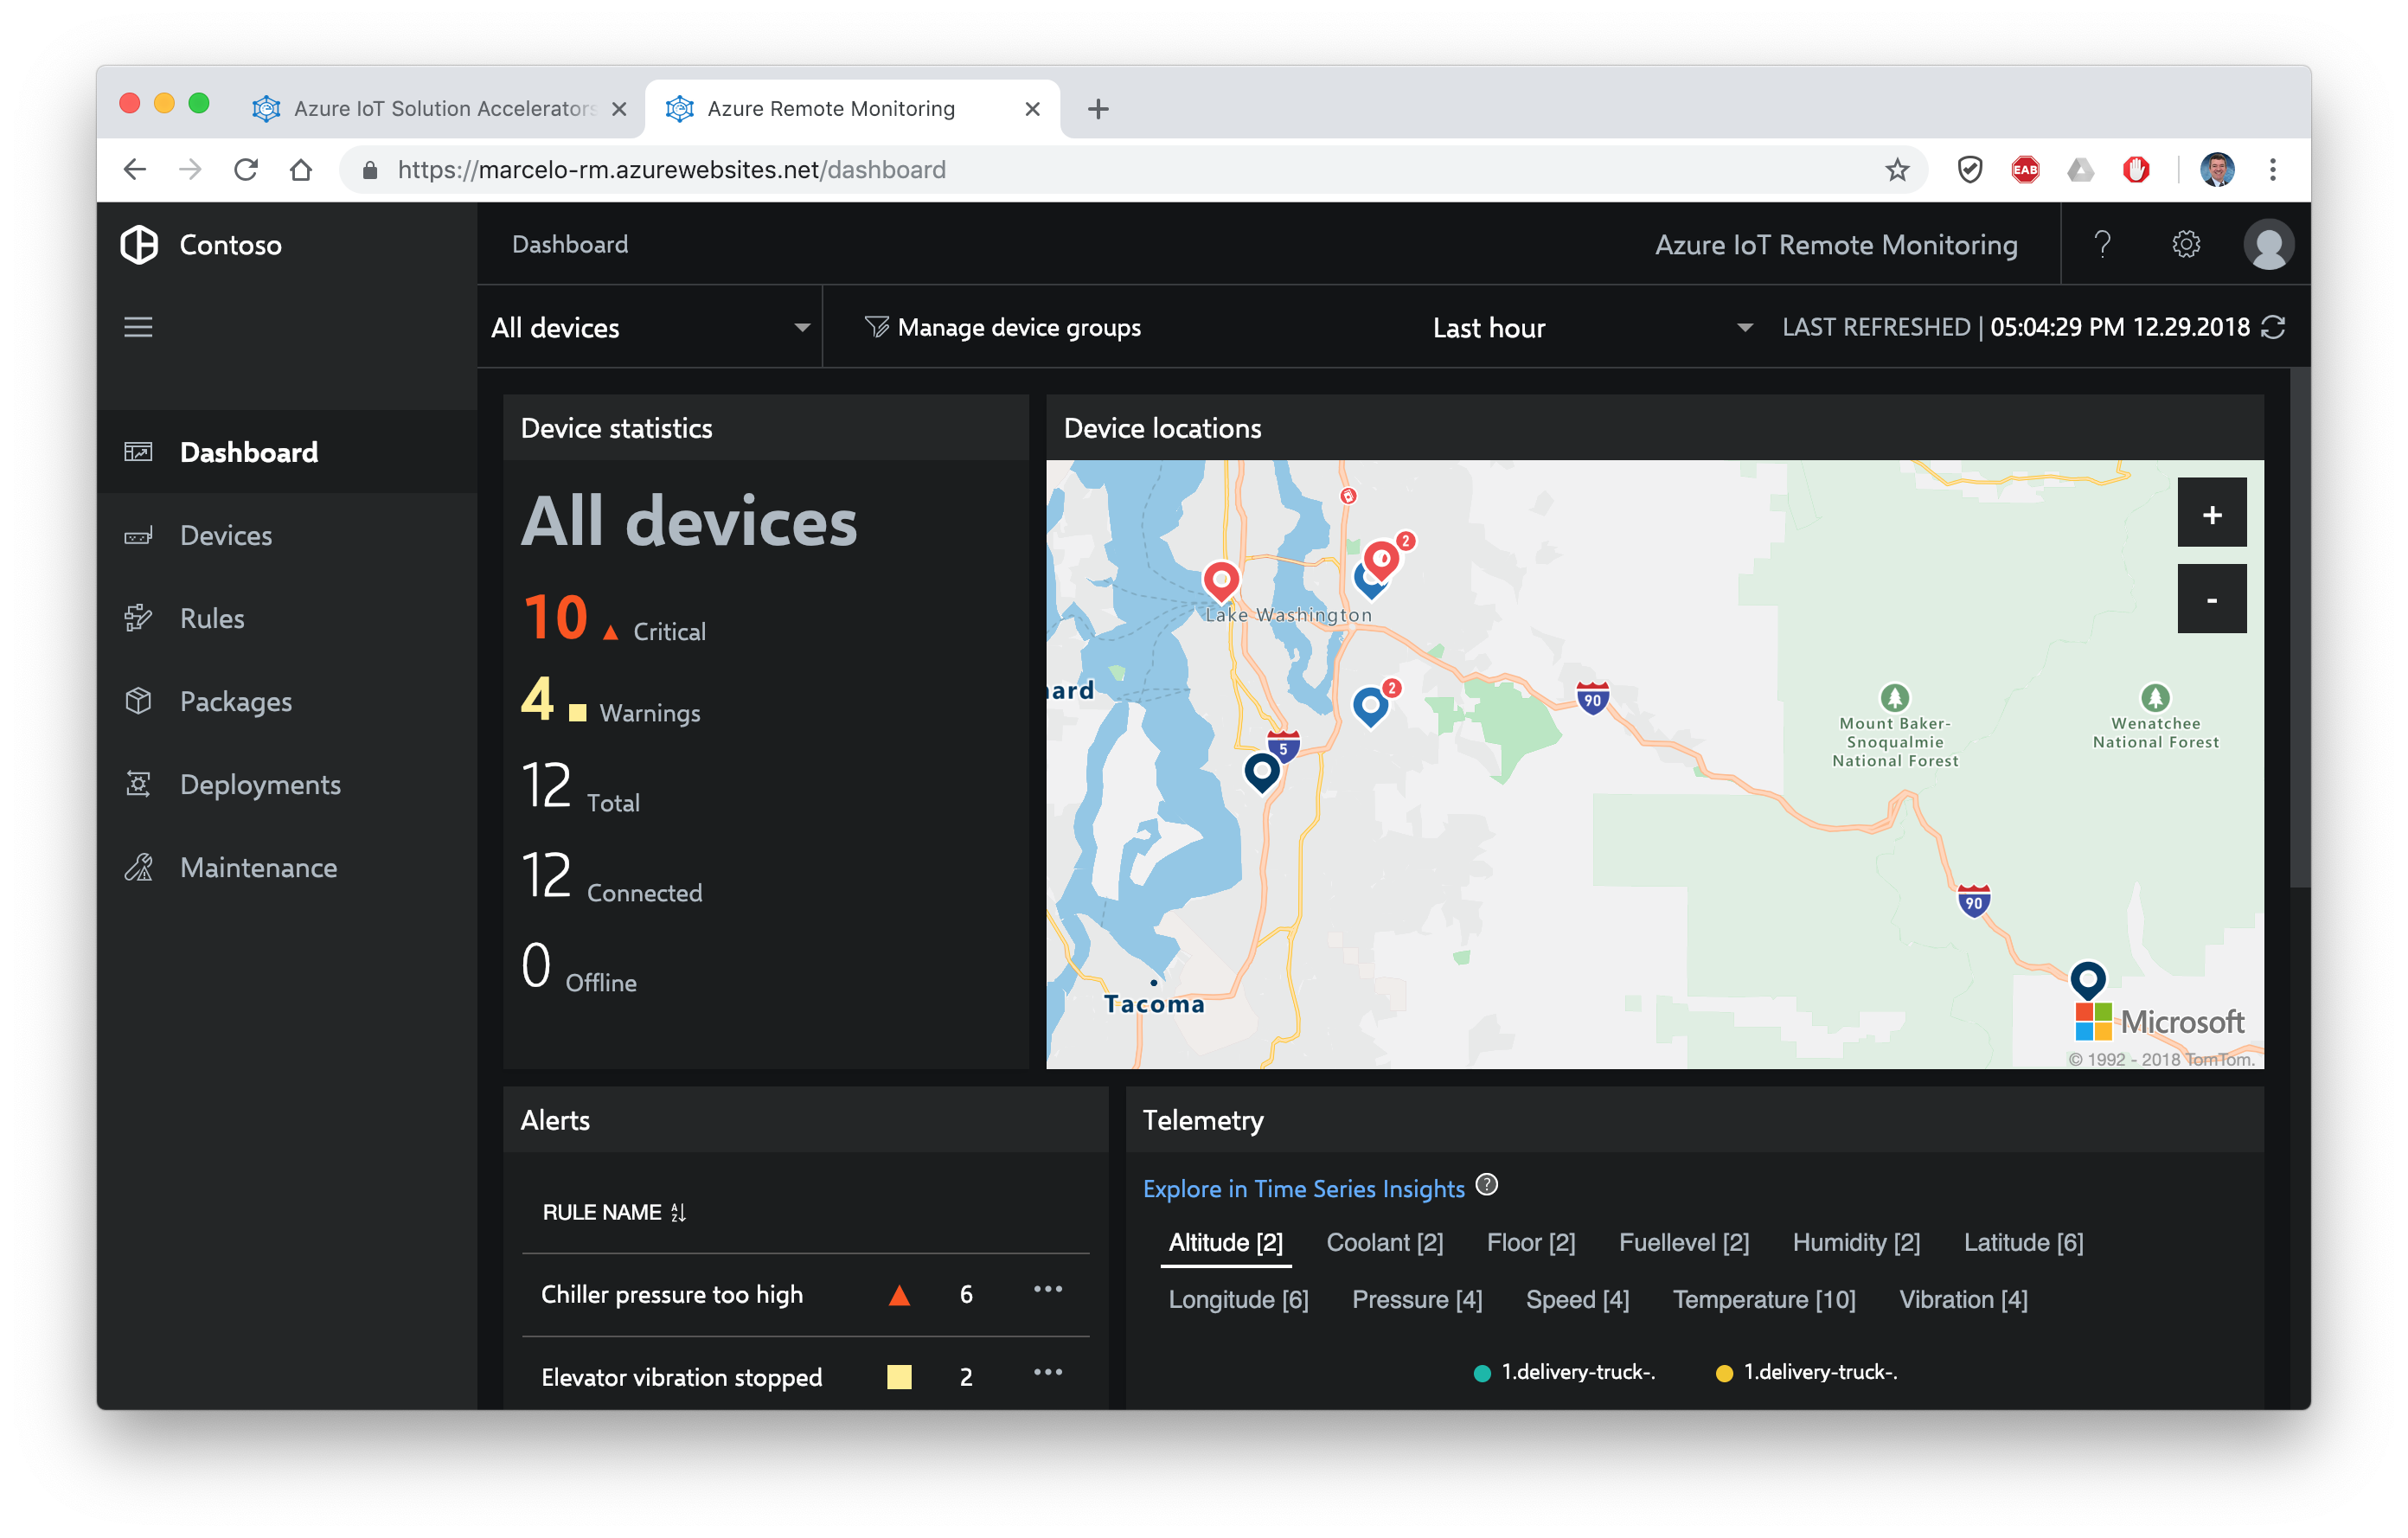 Azure IoT Solution Accelerators
Azure Remote Monitoring
https://marcelo-rm.azurewebsites.net/dashboard
EAB
Contoso
Dashboard
Azure IoT Remote Monitoring
?
All devices
Manage device groups
Last hour
LAST REFRESHED | 05:04:29 PM 12.29.2018
Dashboard
Devices
Rules
Packages
Deployments
Maintenance
Device statistics
All devices
10 Critical
4 Warnings
12 Total
12 Connected
0 Offline
Device locations
+
-
2
Lake Washington
2
ard
5
90
Mount Baker-
Snoqualmie
National Forest
Wenatchee
National Forest
90
Tacoma
Microsoft
© 1992 - 2018 TomTom.
Alerts
RULE NAME
Chiller pressure too high 6 •••
Elevator vibration stopped 2 •••
Telemetry
Explore in Time Series Insights ?
Altitude [2] Coolant [2] Floor [2] Fuellevel [2] Humidity [2] Latitude [6]
Longitude [6] Pressure [4] Speed [4] Temperature [10] Vibration [4]
1.delivery-truck-. 1.delivery-truck-.